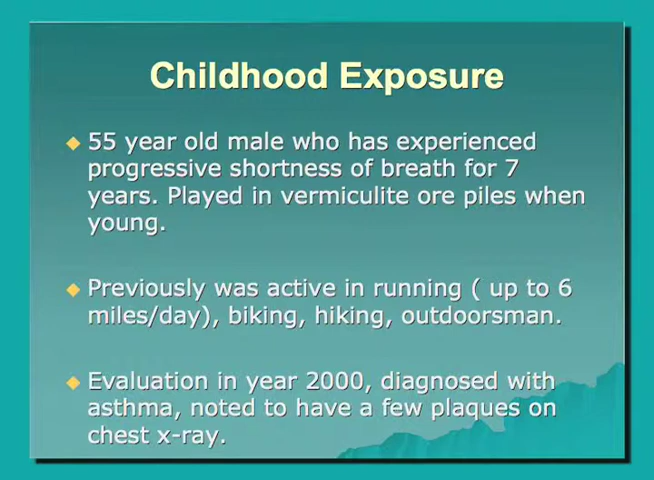 Childhood Exposure
55 year old male who has experienced
progressive shortness of breath for 7
years. Played in vermiculite ore piles when
young.
Previously was active in running ( up to 6
miles/day), biking, hiking, outdoorsman.
Evaluation in year 2000, diagnosed with
asthma, noted to have a few plaques on
chest x-ray.